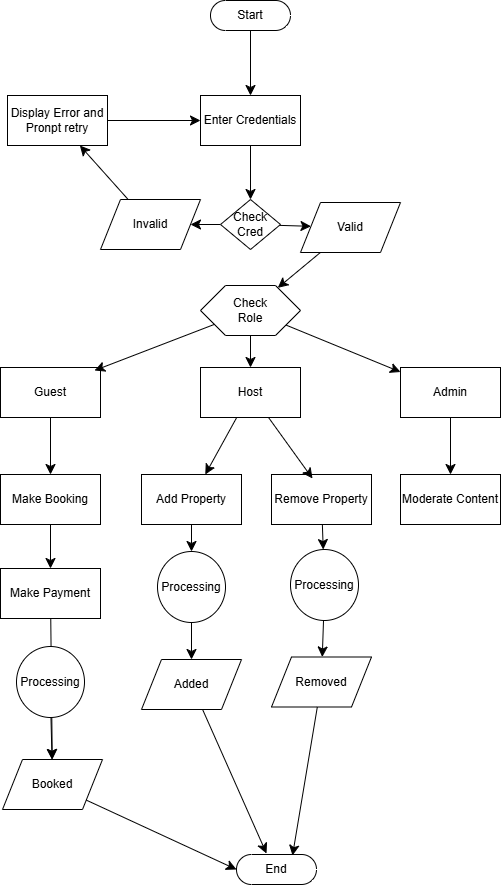 Start
Display Error and
Pronpt retry
Enter Credentials
Invalid
Check
Cred
Valid
Check
Role
Guest
Host
Admin
Make Booking
Add Property
Remove Property
Moderate Content
Make Payment
Processing
Processing
Processing
Added
Removed
Booked
End